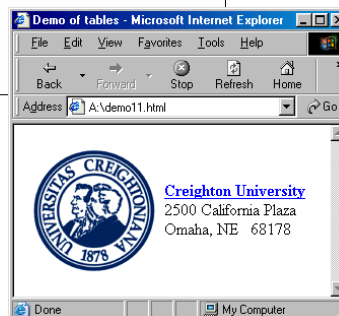 Demo of tables - Microsoft Internet Explorer
File Edit View Favorites Tools Help
Back Forward Stop Refresh Home
Address A:\demo11.html Go
UNIVERSITAS CREIGHTONIANA
1878
Creighton University
2500 California Plaza
Omaha, NE 68178
Done My Computer